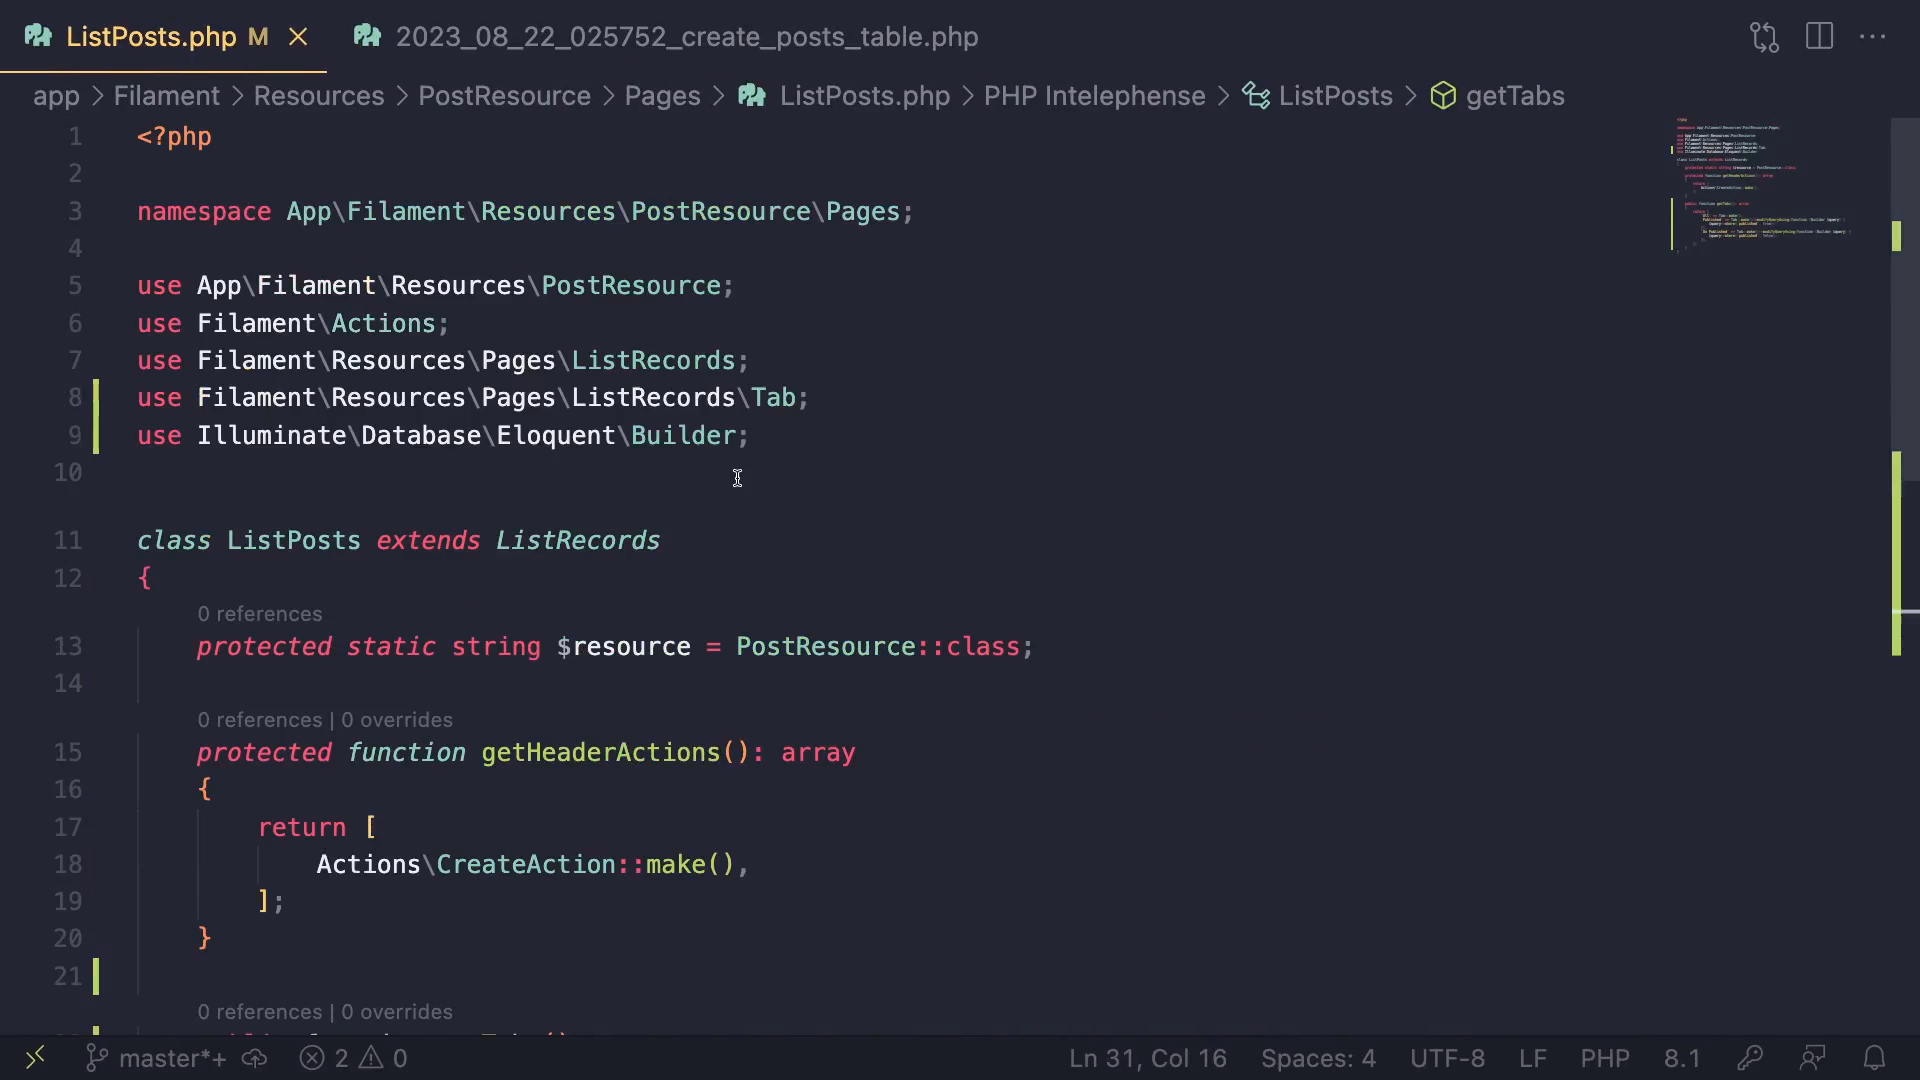 ListPosts.php M 2023_08_22_025752_create_posts_table.php
app > Filament > Resources > PostResource > Pages > ListPosts.php > PHP Intelephense > ListPosts > getTabs
1 <?php
2
3 namespace App\Filament\Resources\PostResource\Pages;
4
5 use App\Filament\Resources\PostResource;
6 use Filament\Actions;
7 use Filament\Resources\Pages\ListRecords;
8 use Filament\Resources\Pages\ListRecords\Tab;
9 use Illuminate\Database\Eloquent\Builder;
10
11 class ListPosts extends ListRecords
12 {
0 references
13 protected static string $resource = PostResource::class;
14
0 references | 0 overrides
15 protected function getHeaderActions(): array
16 {
17 return [
18 Actions\CreateAction::make(),
19 ];
20 }
21
0 references | 0 overrides
master*+ 2 0 Ln 31, Col 16 Spaces: 4 UTF-8 LF PHP 8.1